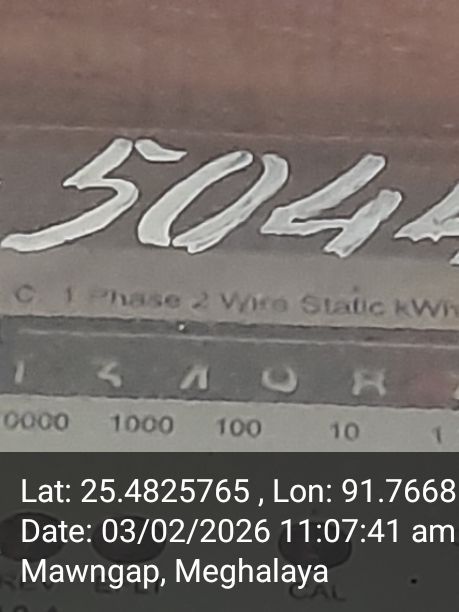 504
C. 1 Phase 2 Wire Static kWh
0000 1000 100 10 1
Lat: 25.4825765 , Lon: 91.7668
Date: 03/02/2026 11:07:41 am
Mawngap, Meghalaya
CAL